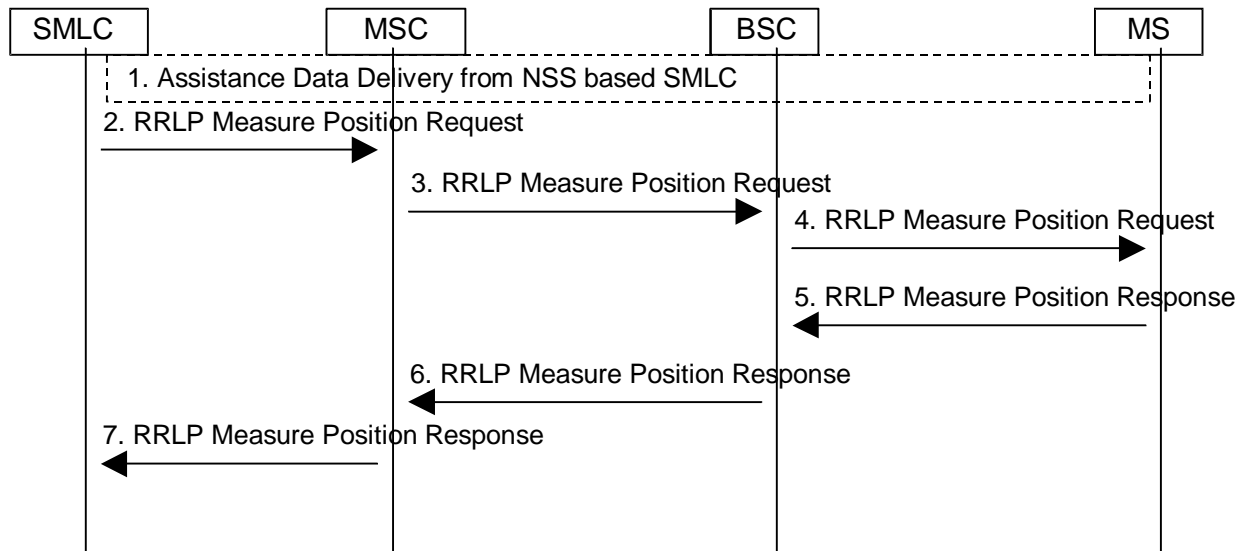 SMLC
MSC
BSC
MS
1. Assistance Data Delivery from NSS based SMLC
2. RRLP Measure Position Request
3. RRLP Measure Position Request
4. RRLP Measure Position Request
5. RRLP Measure Position Response
6. RRLP Measure Position Response
7. RRLP Measure Position Response